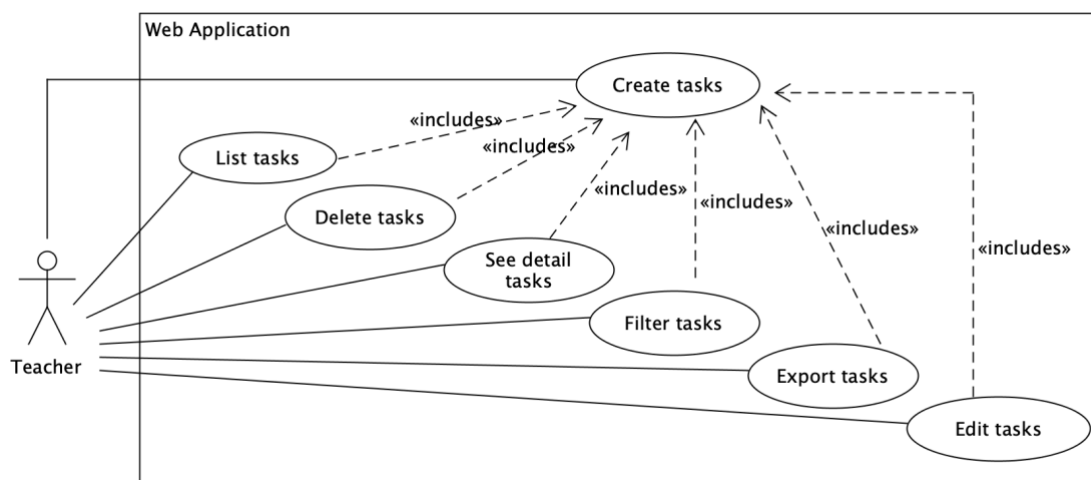 Web Application
Create tasks
«includes»
List tasks
«includes»
Delete tasks
«includes»
«includes»
«includes»
«includes»
See detail
tasks
Filter tasks
Teacher
Export tasks
Edit tasks